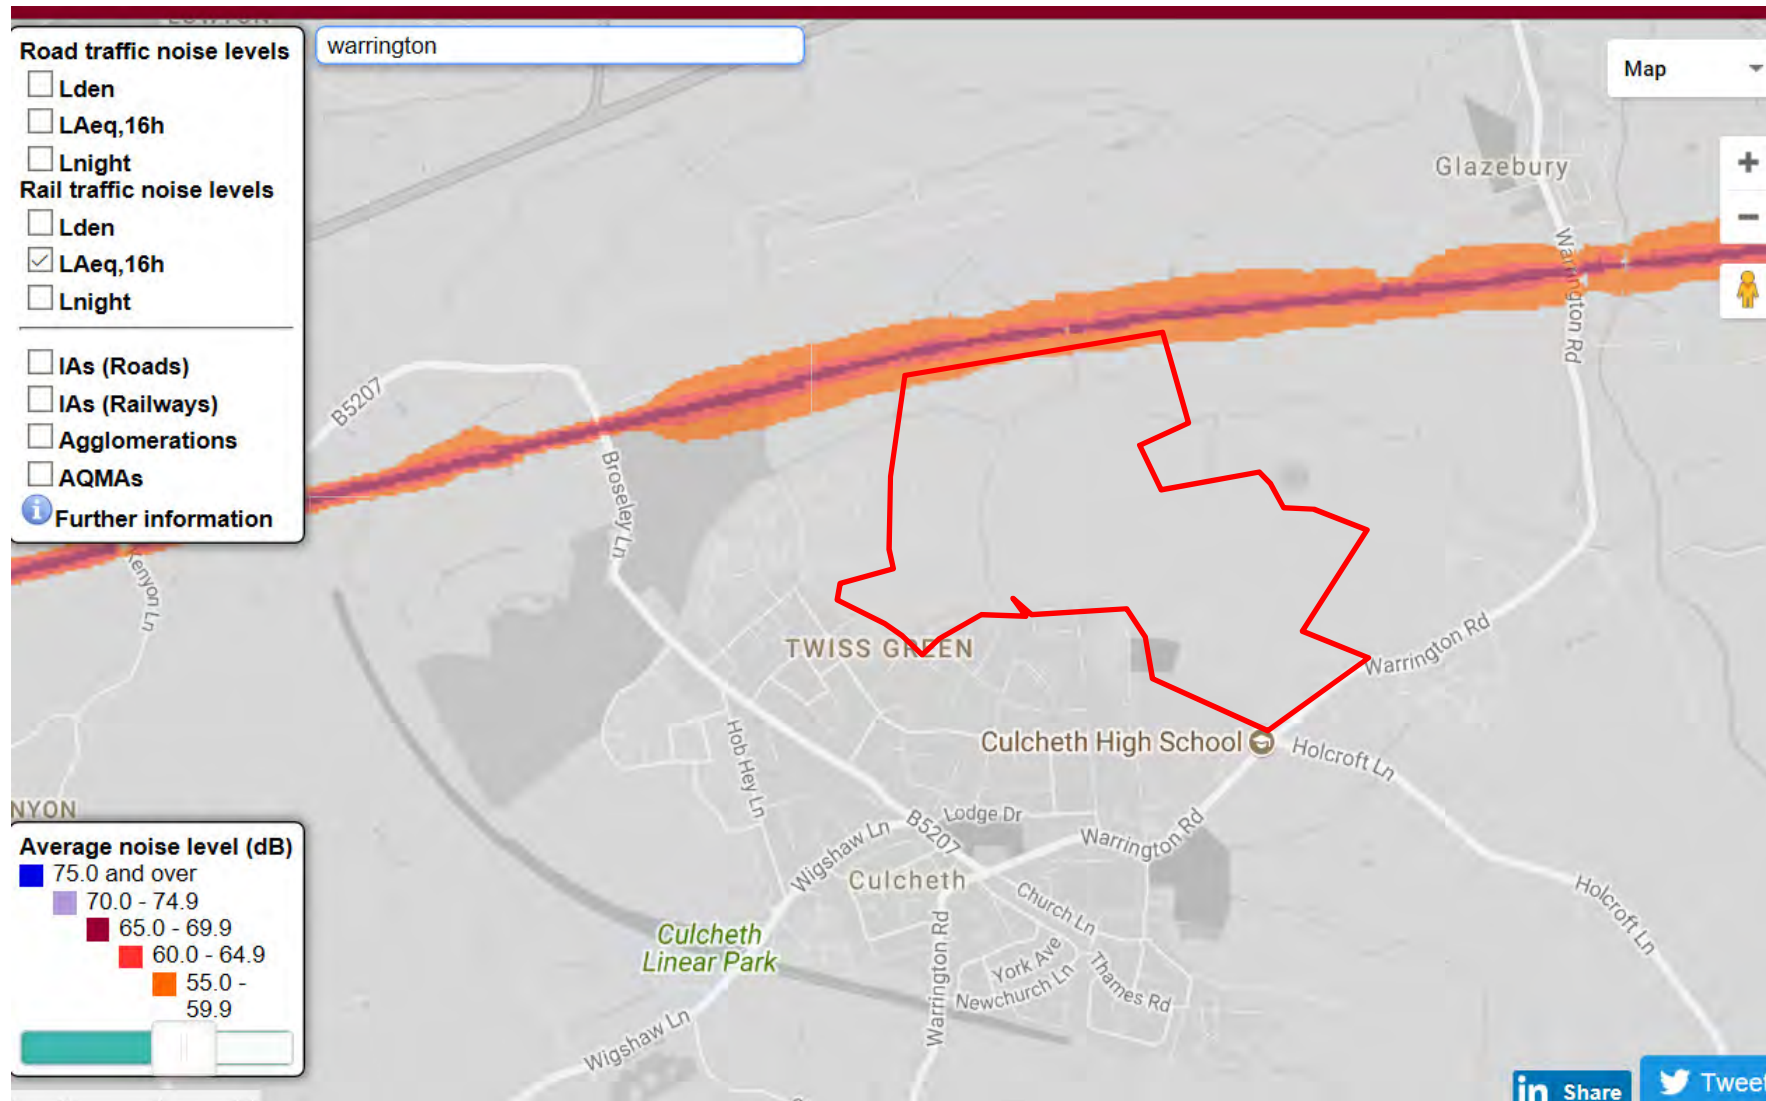 LOWTON
Road traffic noise levels
Lden
LAeq,16h
Lnight
Rail traffic noise levels
Lden
LAeq,16h
Lnight
IAs (Roads)
IAs (Railways)
Agglomerations
AQMAs
i Further information
warrington
Map
+
−
Glazebury
Warrington Rd
B5207
Broseley Ln
Kenyon Ln
TWISS GREEN
Warrington Rd
Culcheth High School
Holcroft Ln
Hob Hey Ln
Lodge Dr
B5207
Wigshaw Ln
Warrington Rd
Culcheth
Church Ln
Holcroft Ln
Culcheth
Linear Park
Warrington Rd
York Ave
Newchurch Ln
Thames Rd
Wigshaw Ln
NYON
Average noise level (dB)
75.0 and over
70.0 - 74.9
65.0 - 69.9
60.0 - 64.9
55.0 -
59.9
in Share
Tweet